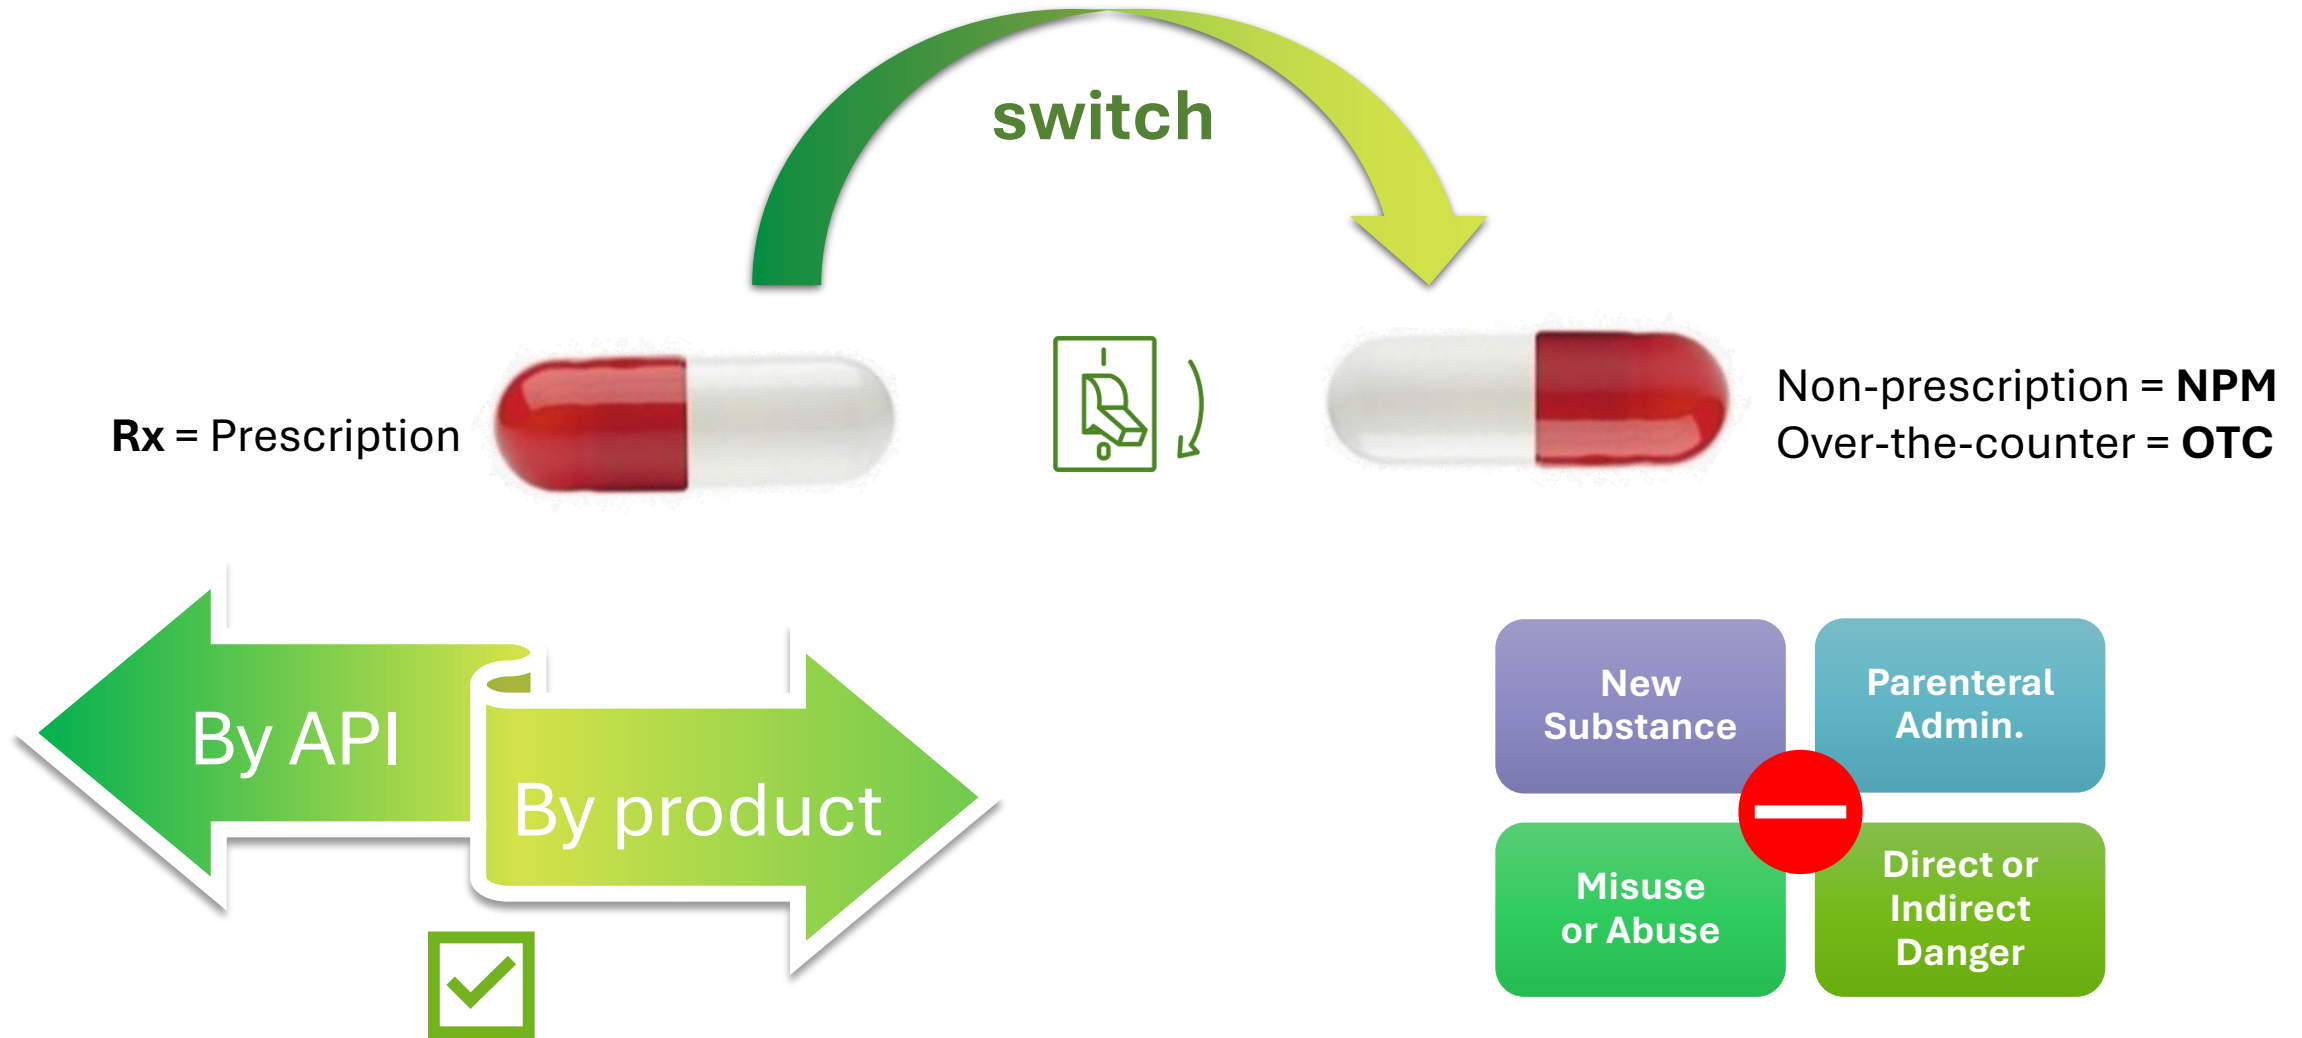 switch
Rx = Prescription
Non-prescription = NPM
Over-the-counter = OTC
By API
By product
New
Substance
Parenteral
Admin.
Misuse
or Abuse
Direct or
Indirect
Danger